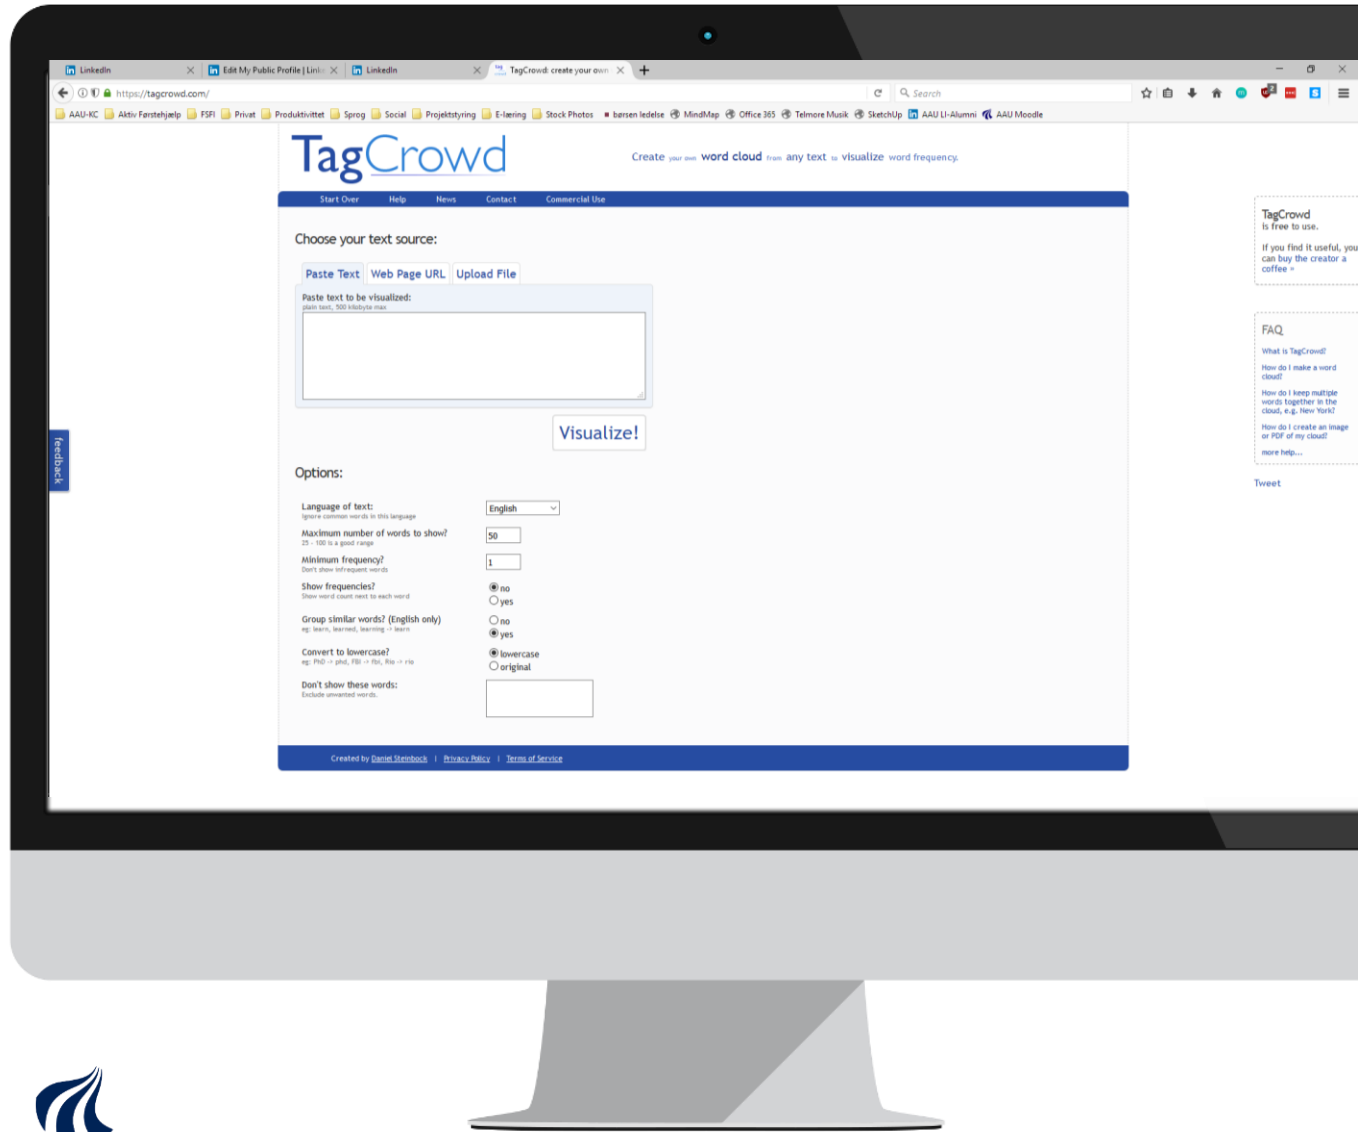 LinkedIn
Edit My Public Profile | Linke
LinkedIn
TagCrowd: create your own
https://tagcrowd.com/
Search
2
AAU-KC Aktiv Førstehjælp FSFI Privat Produktivittet Sprog Social Projektstyring E-læring Stock Photos børsen ledelse MindMap Office 365 Telmore Musik SketchUp AAU LI-Alumni AAU Moodle
TagCrowd
Create your own word cloud from any text to visualize word frequency.
Start Over Help News Contact Commercial Use
Choose your text source:
Paste Text Web Page URL Upload File
Paste text to be visualized:
plain text, 500 kilobyte max
Visualize!
Options:
Language of text:
Ignore common words in this language
English
Maximum number of words to show?
25 - 100 is a good range
50
Minimum frequency?
Don't show infrequent words
1
Show frequencies?
Show word count next to each word
no
yes
Group similar words? (English only)
eg: learn, learned, learning -> learn
no
yes
Convert to lowercase?
eg: PhD -> phd, FBI -> fbi, Rio -> rio
lowercase
original
Don't show these words:
Exclude unwanted words.
Created by Daniel Steinbock | Privacy Policy | Terms of Service
feedback
TagCrowd
is free to use.
If you find it useful, you
can buy the creator a
coffee »
FAQ
What is TagCrowd?
How do I make a word
cloud?
How do I keep multiple
words together in the
cloud, e.g. New York?
How do I create an image
or PDF of my cloud?
more help...
Tweet